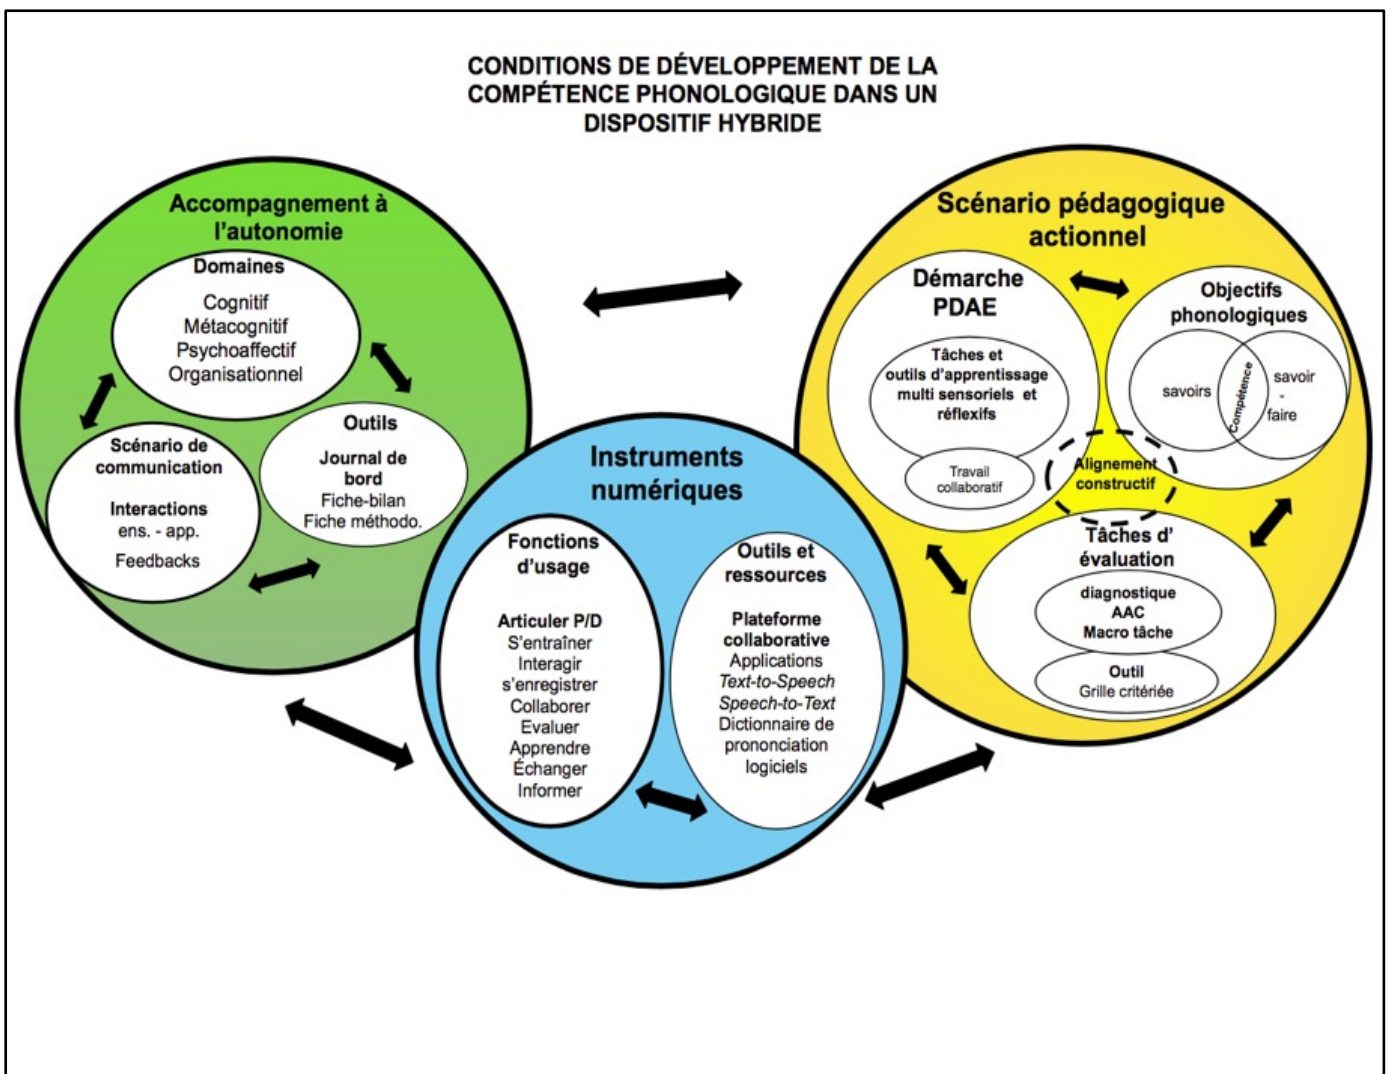 CONDITIONS DE DÉVELOPPEMENT DE LA
COMPÉTENCE PHONOLOGIQUE DANS UN
DISPOSITIF HYBRIDE
Accompagnement à
l'autonomie
Domaines
Cognitif
Métacognitif
Psychoaffectif
Organisationnel
Scénario de
communication
Interactions
ens. - app.
Feedbacks
Outils
Journal de
bord
Fiche-bilan
Fiche méthodo.
Instruments
numériques
Fonctions
d'usage
Articuler P/D
S'entraîner
Interagir
s'enregistrer
Collaborer
Evaluer
Apprendre
Échanger
Informer
Outils et
ressources
Plateforme
collaborative
Applications
Text-to-Speech
Speech-to-Text
Dictionnaire de
prononciation
logiciels
Scénario pédagogique
actionnel
Démarche
PDAE
Tâches et
outils d'apprentissage
multi sensoriels et
réflexifs
Travail
collaboratif
Objectifs
phonologiques
savoirs
Compétence
savoir
-
faire
Alignement
constructif
Tâches d'
évaluation
diagnostique
AAC
Macro tâche
Outil
Grille critériée